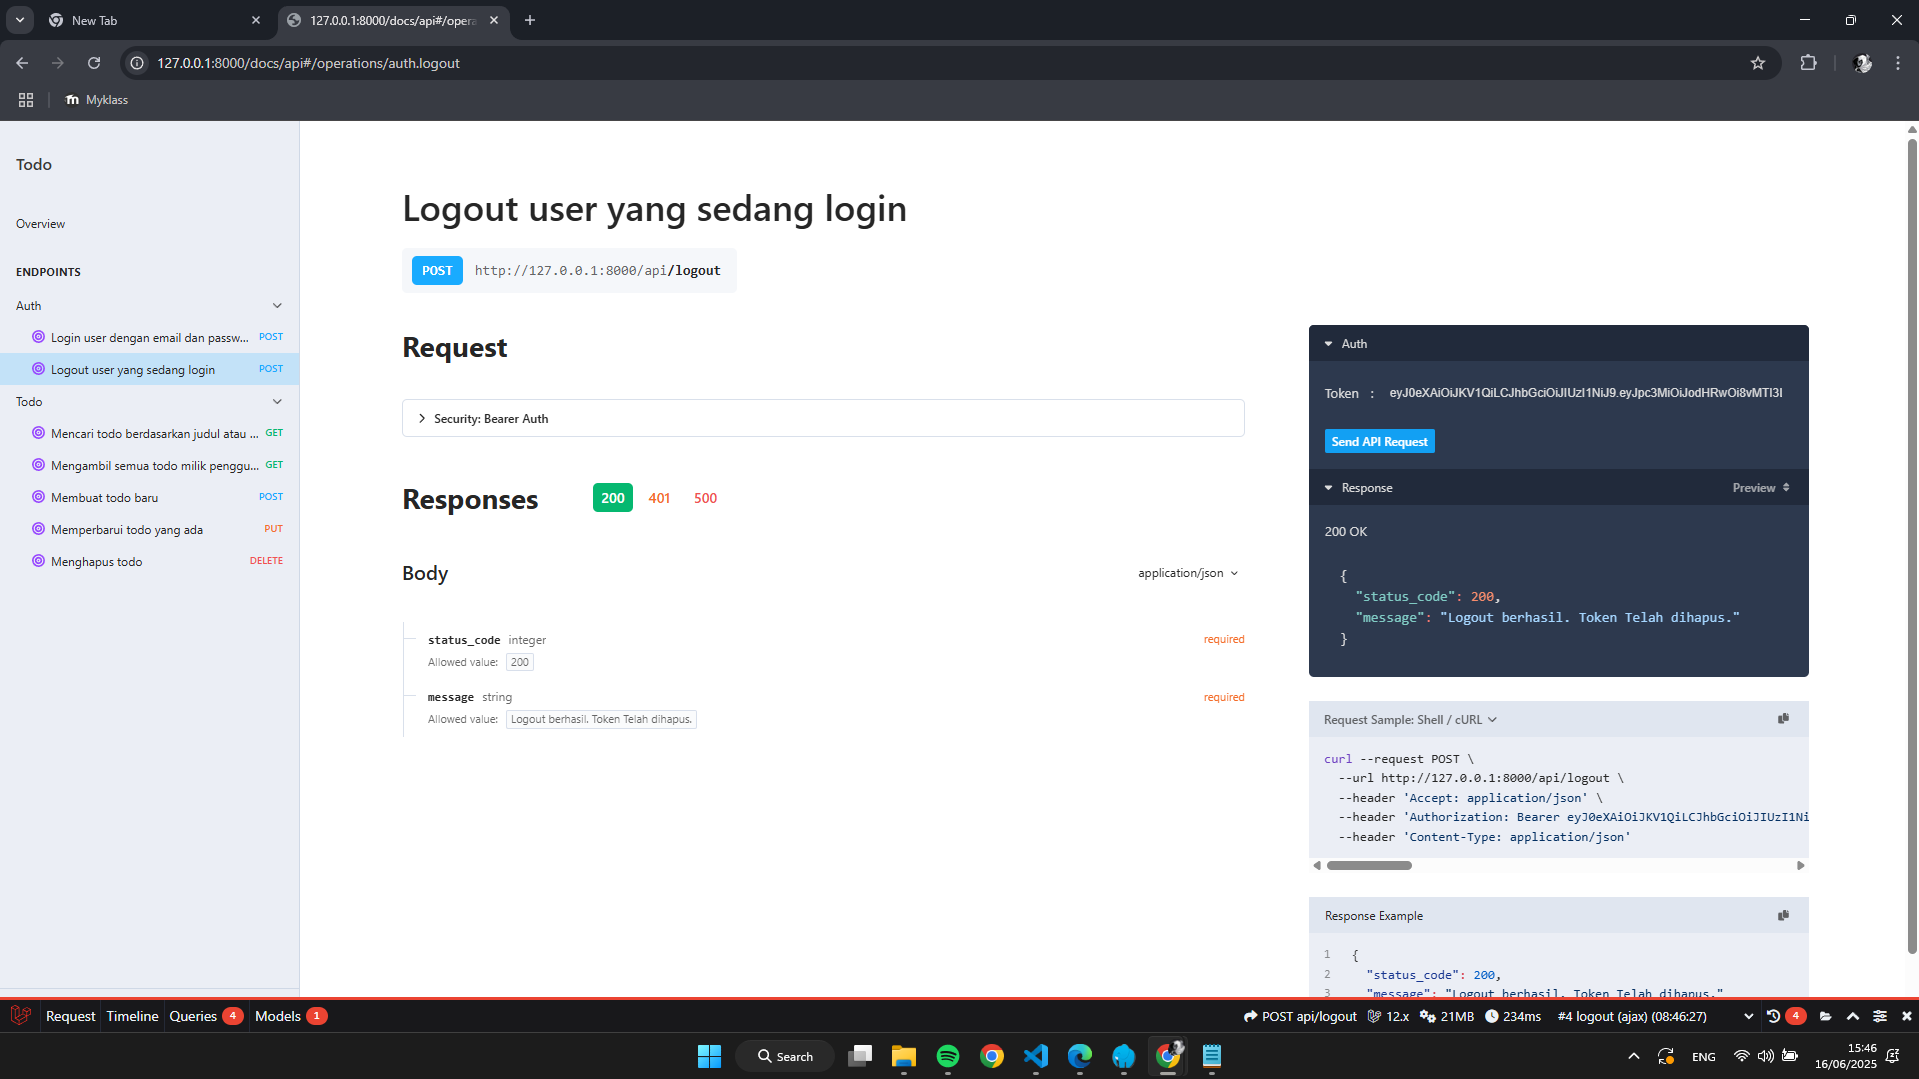 New Tab
127.0.0.1:8000/docs/api#/opera
127.0.0.1:8000/docs/api#/operations/auth.logout
Myklass
Todo
Overview
ENDPOINTS
Auth
Login user dengan email dan passw... POST
Logout user yang sedang login POST
Todo
Mencari todo berdasarkan judul atau ... GET
Mengambil semua todo milik penggu... GET
Membuat todo baru POST
Memperbarui todo yang ada PUT
Menghapus todo DELETE
Logout user yang sedang login
POST http://127.0.0.1:8000/api/logout
Request
Security: Bearer Auth
Responses 200 401 500
Body application/json
status_code integer required
Allowed value: 200
message string required
Allowed value: Logout berhasil. Token Telah dihapus.
Auth
Token : eyJ0eXAiOiJKV1QiLCJhbGciOiJIUzI1NiJ9.eyJpc3MiOiJodHRwOi8vMTI3I
Send API Request
Response Preview
200 OK
{
"status_code": 200,
"message": "Logout berhasil. Token Telah dihapus."
}
Request Sample: Shell / cURL
curl --request POST \
--url http://127.0.0.1:8000/api/logout \
--header 'Accept: application/json' \
--header 'Authorization: Bearer eyJ0eXAiOiJKV1QiLCJhbGciOiJIUzI1Ni
--header 'Content-Type: application/json'
Response Example
1 {
2 "status_code": 200,
3 "message": "Logout berhasil. Token Telah dihapus."
Request Timeline Queries 4 Models 1 POST api/logout 12.x 21MB 234ms #4 logout (ajax) (08:46:27) 4
Search
ENG
15:46
16/06/2025